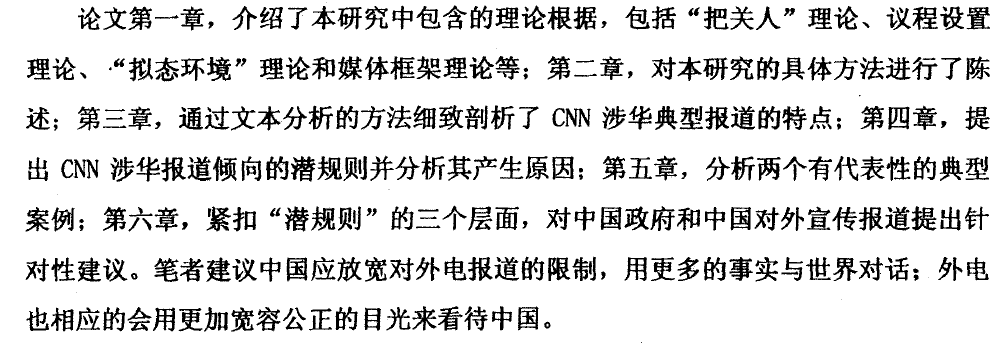 论文第一章，介绍了本研究中包含的理论根据，包括“把关人”理论、议程设置
理论、“拟态环境”理论和媒体框架理论等；第二章，对本研究的具体方法进行了陈
述；第三章，通过文本分析的方法细致剖析了 CNN 涉华典型报道的特点；第四章，提
出 CNN 涉华报道倾向的潜规则并分析其产生原因；第五章，分析两个有代表性的典型
案例；第六章，紧扣“潜规则”的三个层面，对中国政府和中国对外宣传报道提出针
对性建议。笔者建议中国应放宽对外电报道的限制，用更多的事实与世界对话；外电
也相应的会用更加宽容公正的目光来看待中国。